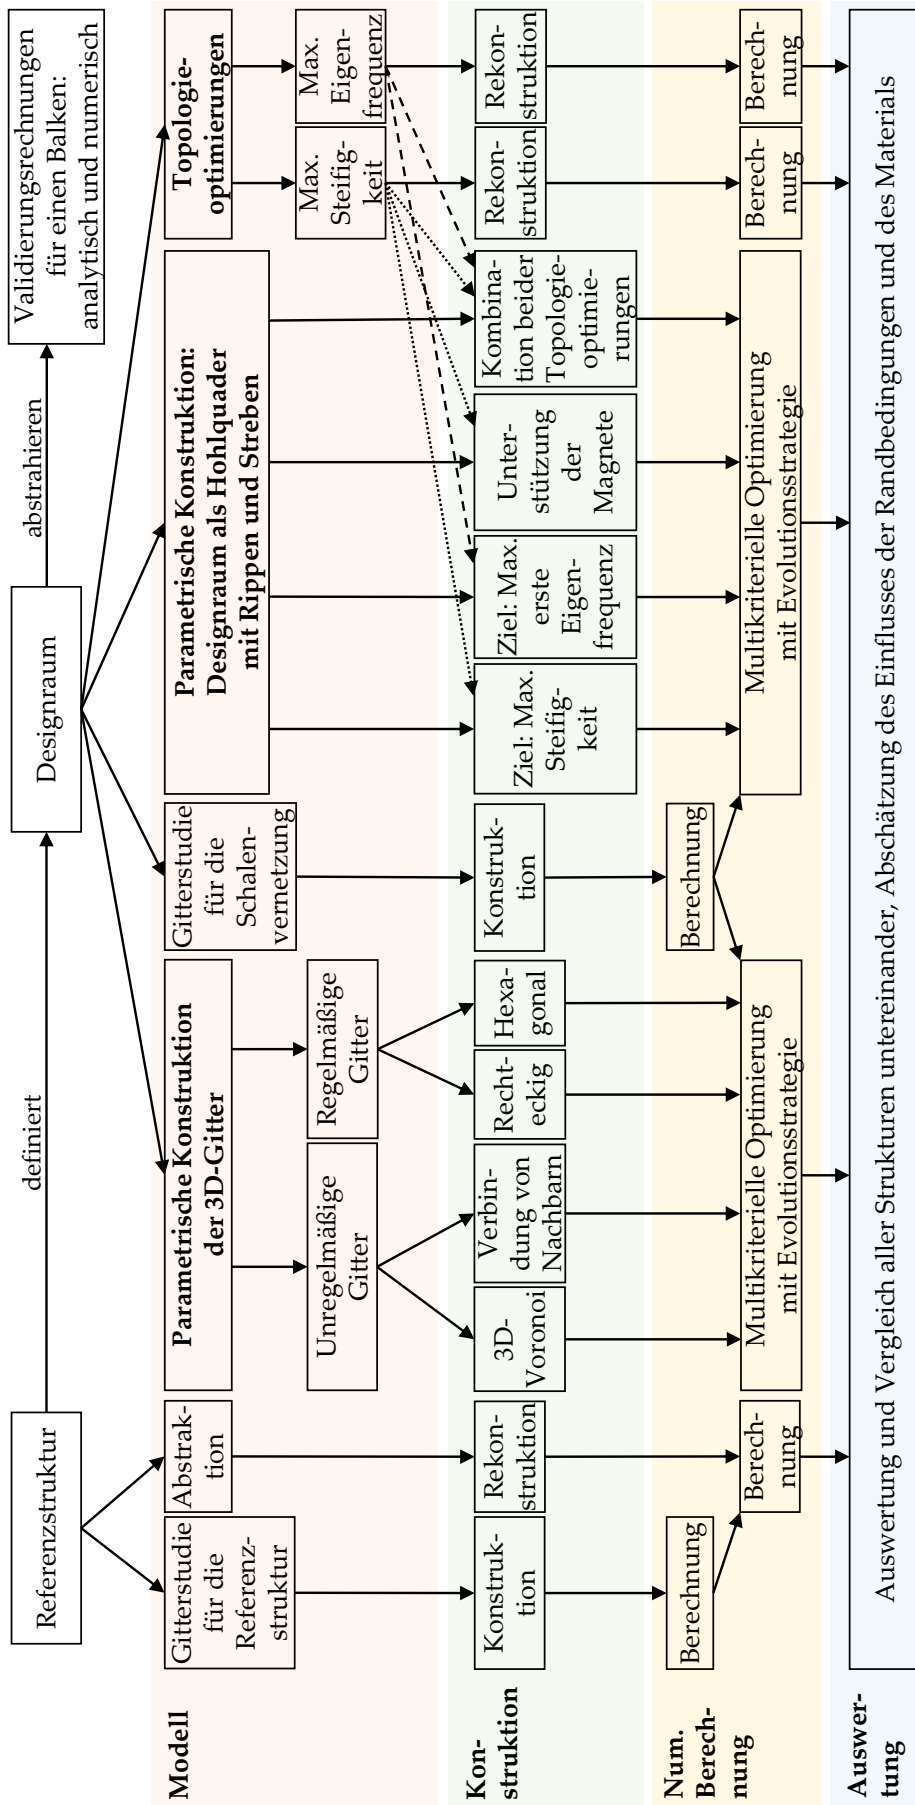 Referenzstruktur
definiert
Designraum
abstrahieren
Validierungsrechnungen
für einen Balken:
analytisch und numerisch
Modell
Gitterstudie
für die
Referenz-
struktur
Abstrak-
tion
Parametrische Konstruktion
der 3D-Gitter
Unregelmäßige
Gitter
Regelmäßige
Gitter
Gitterstudie
für die
Schalen-
vernetzung
Parametrische Konstruktion:
Designraum als Hohlquader
mit Rippen und Streben
Topologie-
optimierungen
Max.
Steifig-
keit
Max.
Eigen-
frequenz
Kon-
struktion
Konstruk-
tion
Rekon-
struktion
3D-
Voronoi
Verbin-
dung von
Nachbarn
Recht-
eckig
Hexa-
gonal
Konstruk-
tion
Ziel: Max.
Steifig-
keit
Ziel: Max.
erste
Eigen-
frequenz
Unter-
stützung
der
Magnete
Kombina-
tion beider
Topologie-
optimie-
rungen
Rekon-
struktion
Rekon-
struktion
Num.
Berech-
nung
Berechnung
Berech-
nung
Multikriterielle Optimierung
mit Evolutionsstrategie
Berechnung
Multikriterielle Optimierung
mit Evolutionsstrategie
Berech-
nung
Berech-
nung
Auswer-
tung
Auswertung und Vergleich aller Strukturen untereinander, Abschätzung des Einflusses der Randbedingungen und des Materials